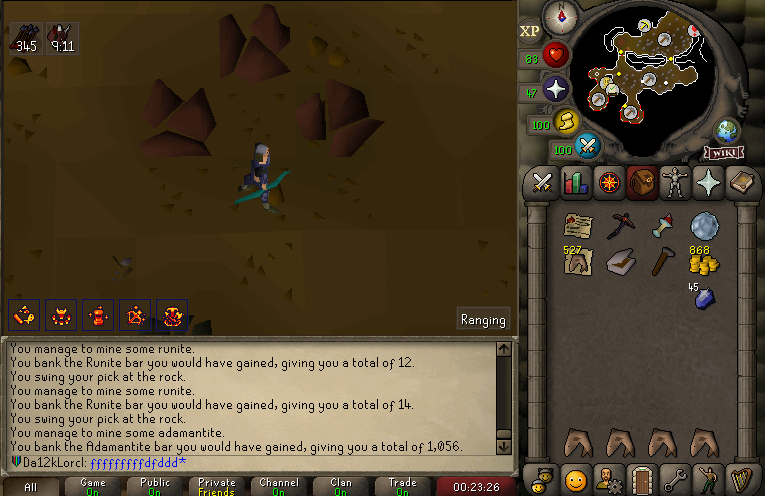 345
9:11
XP
83
47
100
100
WIKI
527
868
45
Ranging
You manage to mine some runite.
You bank the Runite bar you would have gained, giving you a total of 12.
You swing your pick at the rock.
You manage to mine some runite.
You bank the Runite bar you would have gained, giving you a total of 14.
You swing your pick at the rock.
You manage to mine some adamantite.
You bank the Adamantite bar you would have gained, giving you a total of 1,056.
Da12kLorcl: fffffffffdfddd*
All
Game
On
Public
On
Private
Friends
Channel
On
Clan
On
Trade
On
00:23:26